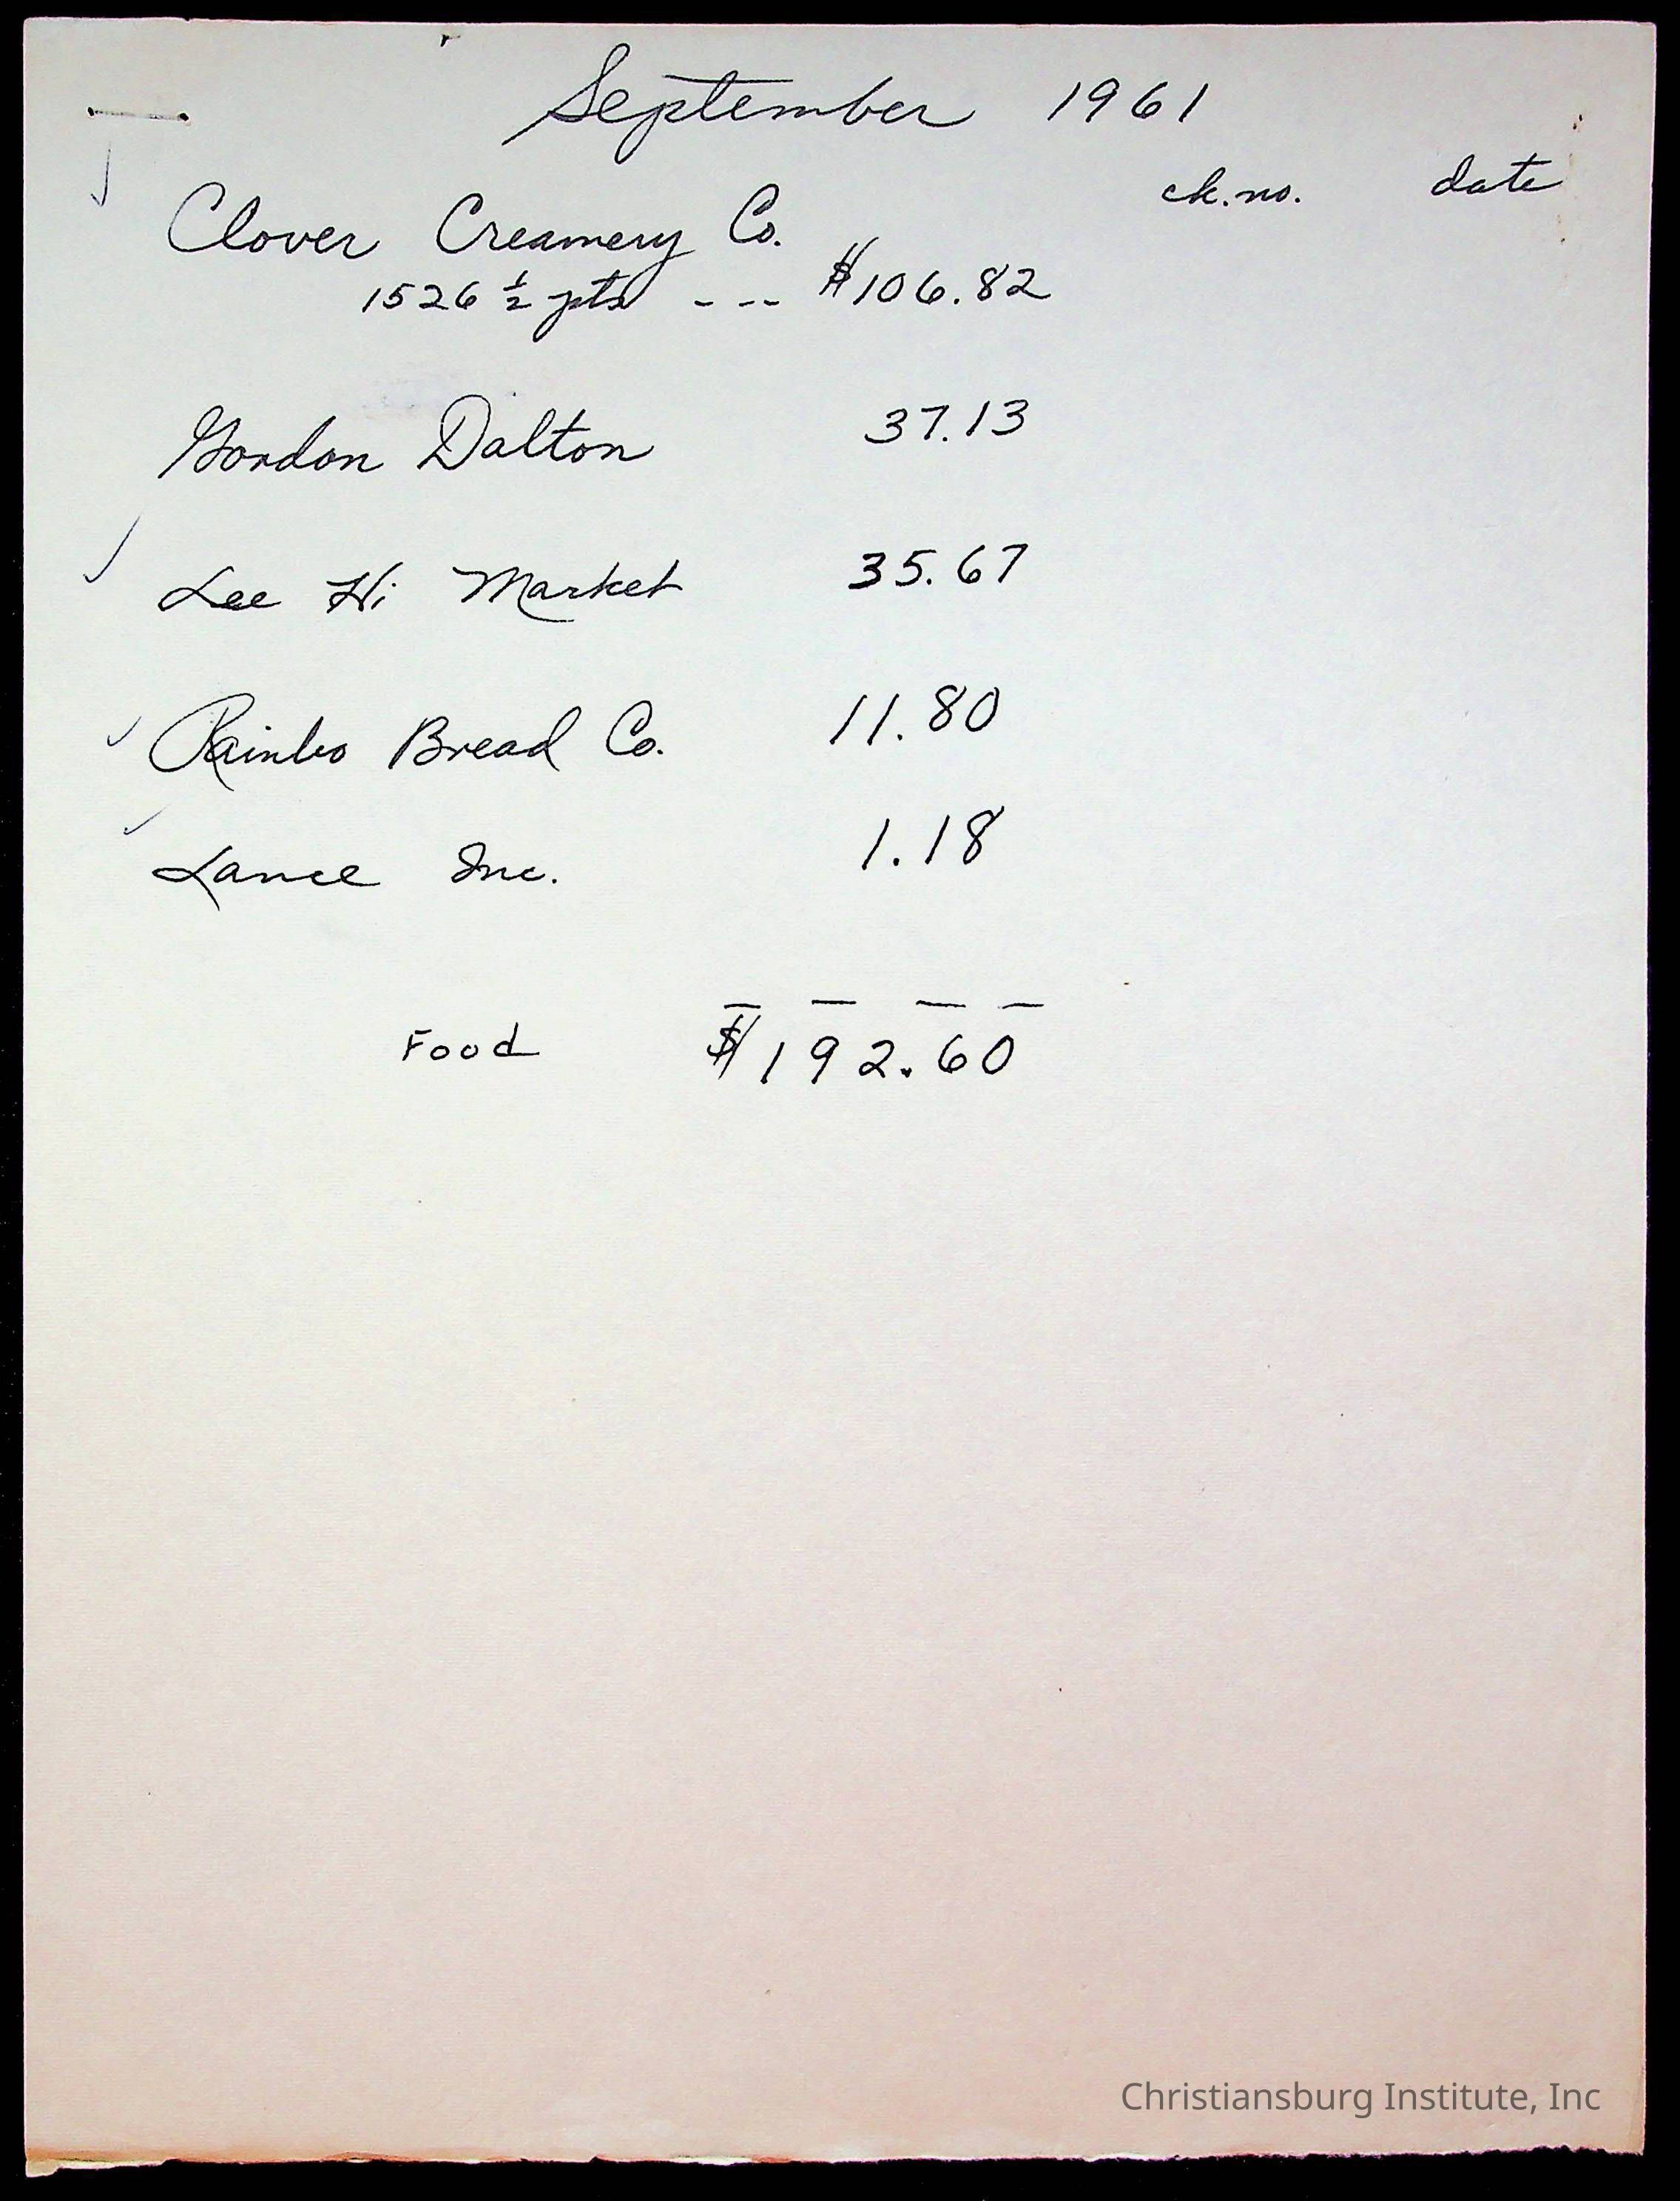 September 1961
ck.no. date
Clover Creamery Co.
1526 ½ pts --- $106.82
Gordon Dalton 37.13
Lee Hi Market 35.67
Rainbo Bread Co. 11.80
Lance Inc. 1.18
Food $192.60
Christiansburg Institute, Inc